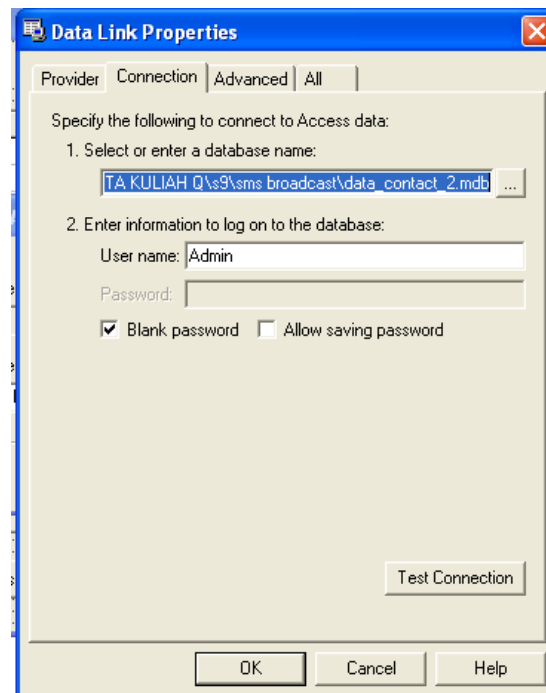 Data Link Properties
Provider Connection Advanced All
Specify the following to connect to Access data:
1. Select or enter a database name:
TA KULIAH Q\s9\sms broadcast\data_contact_2.mdb ...
2. Enter information to log on to the database:
User name: Admin
Password:
Blank password Allow saving password
Test Connection
OK Cancel Help